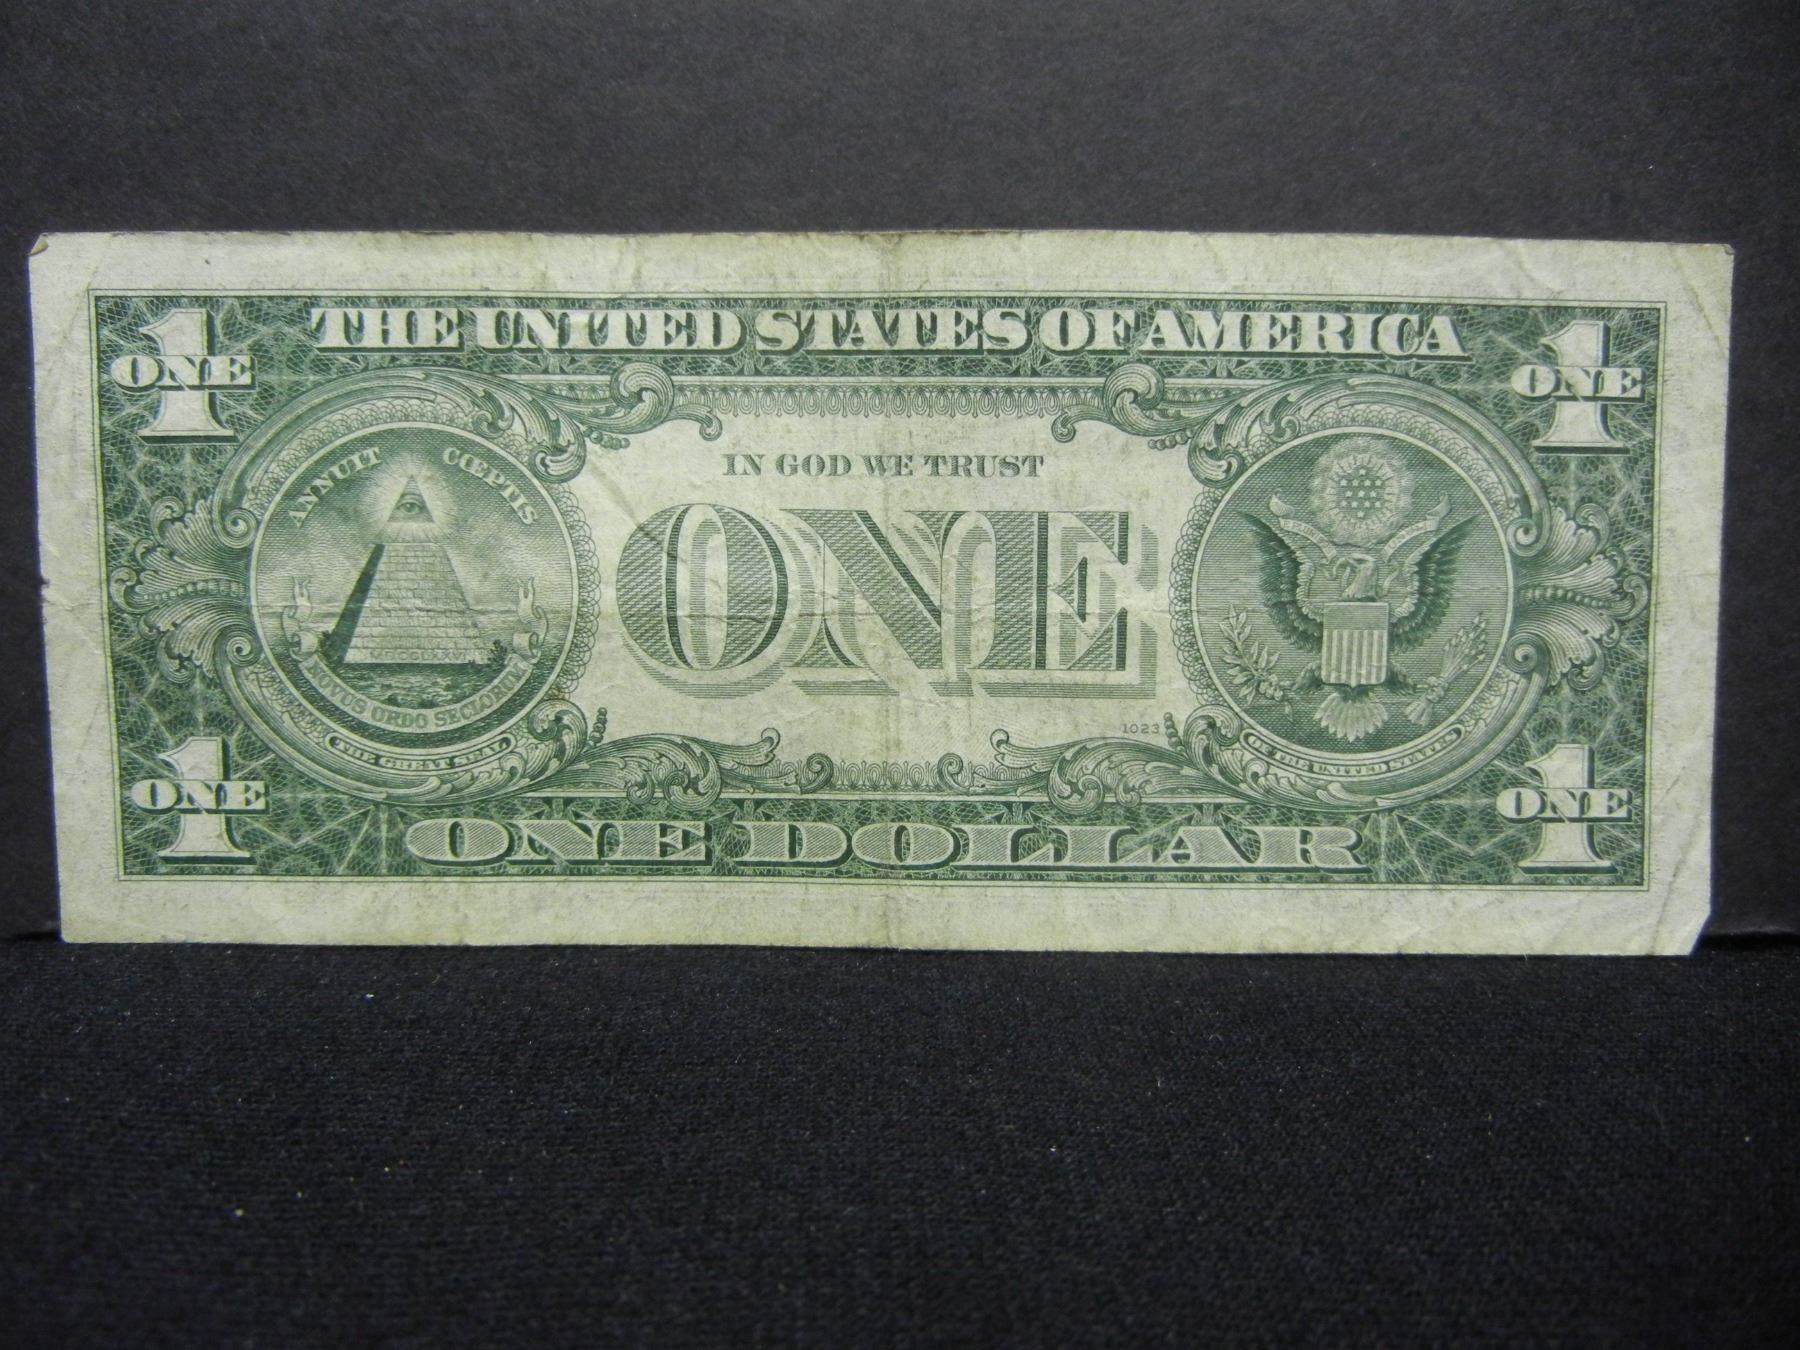 THE UNITED STATES OF AMERICA
1
ONE
1
ONE
ANNUIT CŒPTIS
IN GOD WE TRUST
ONE
MDCCLXXVI
NOVUS ORDO SECLORUM
THE GREAT SEAL
1023
OF THE UNITED STATES
1
ONE
1
ONE
ONE DOLLAR